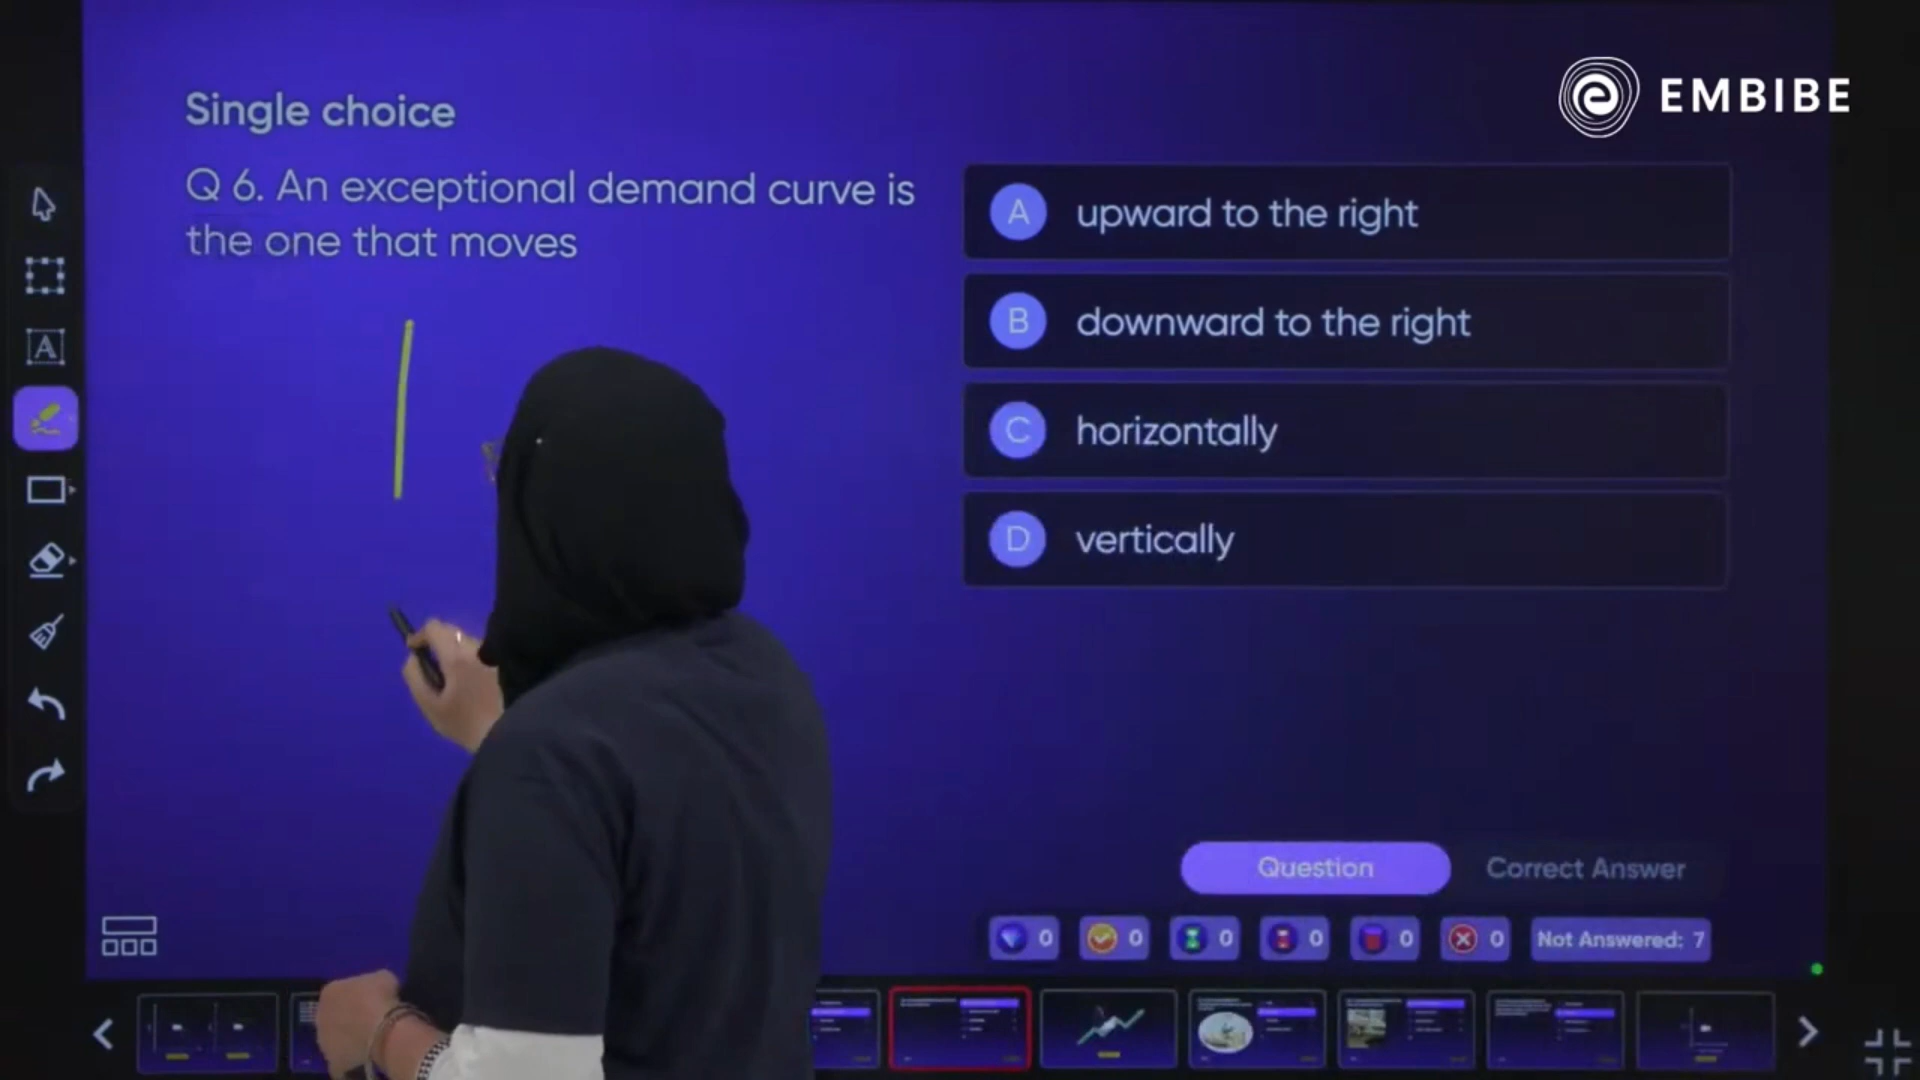 EMBIBE
Single choice
Q 6. An exceptional demand curve is
the one that moves
A upward to the right
B downward to the right
C horizontally
D vertically
A
Question Correct Answer
0 0 0 0 0 0 Not Answered: 7